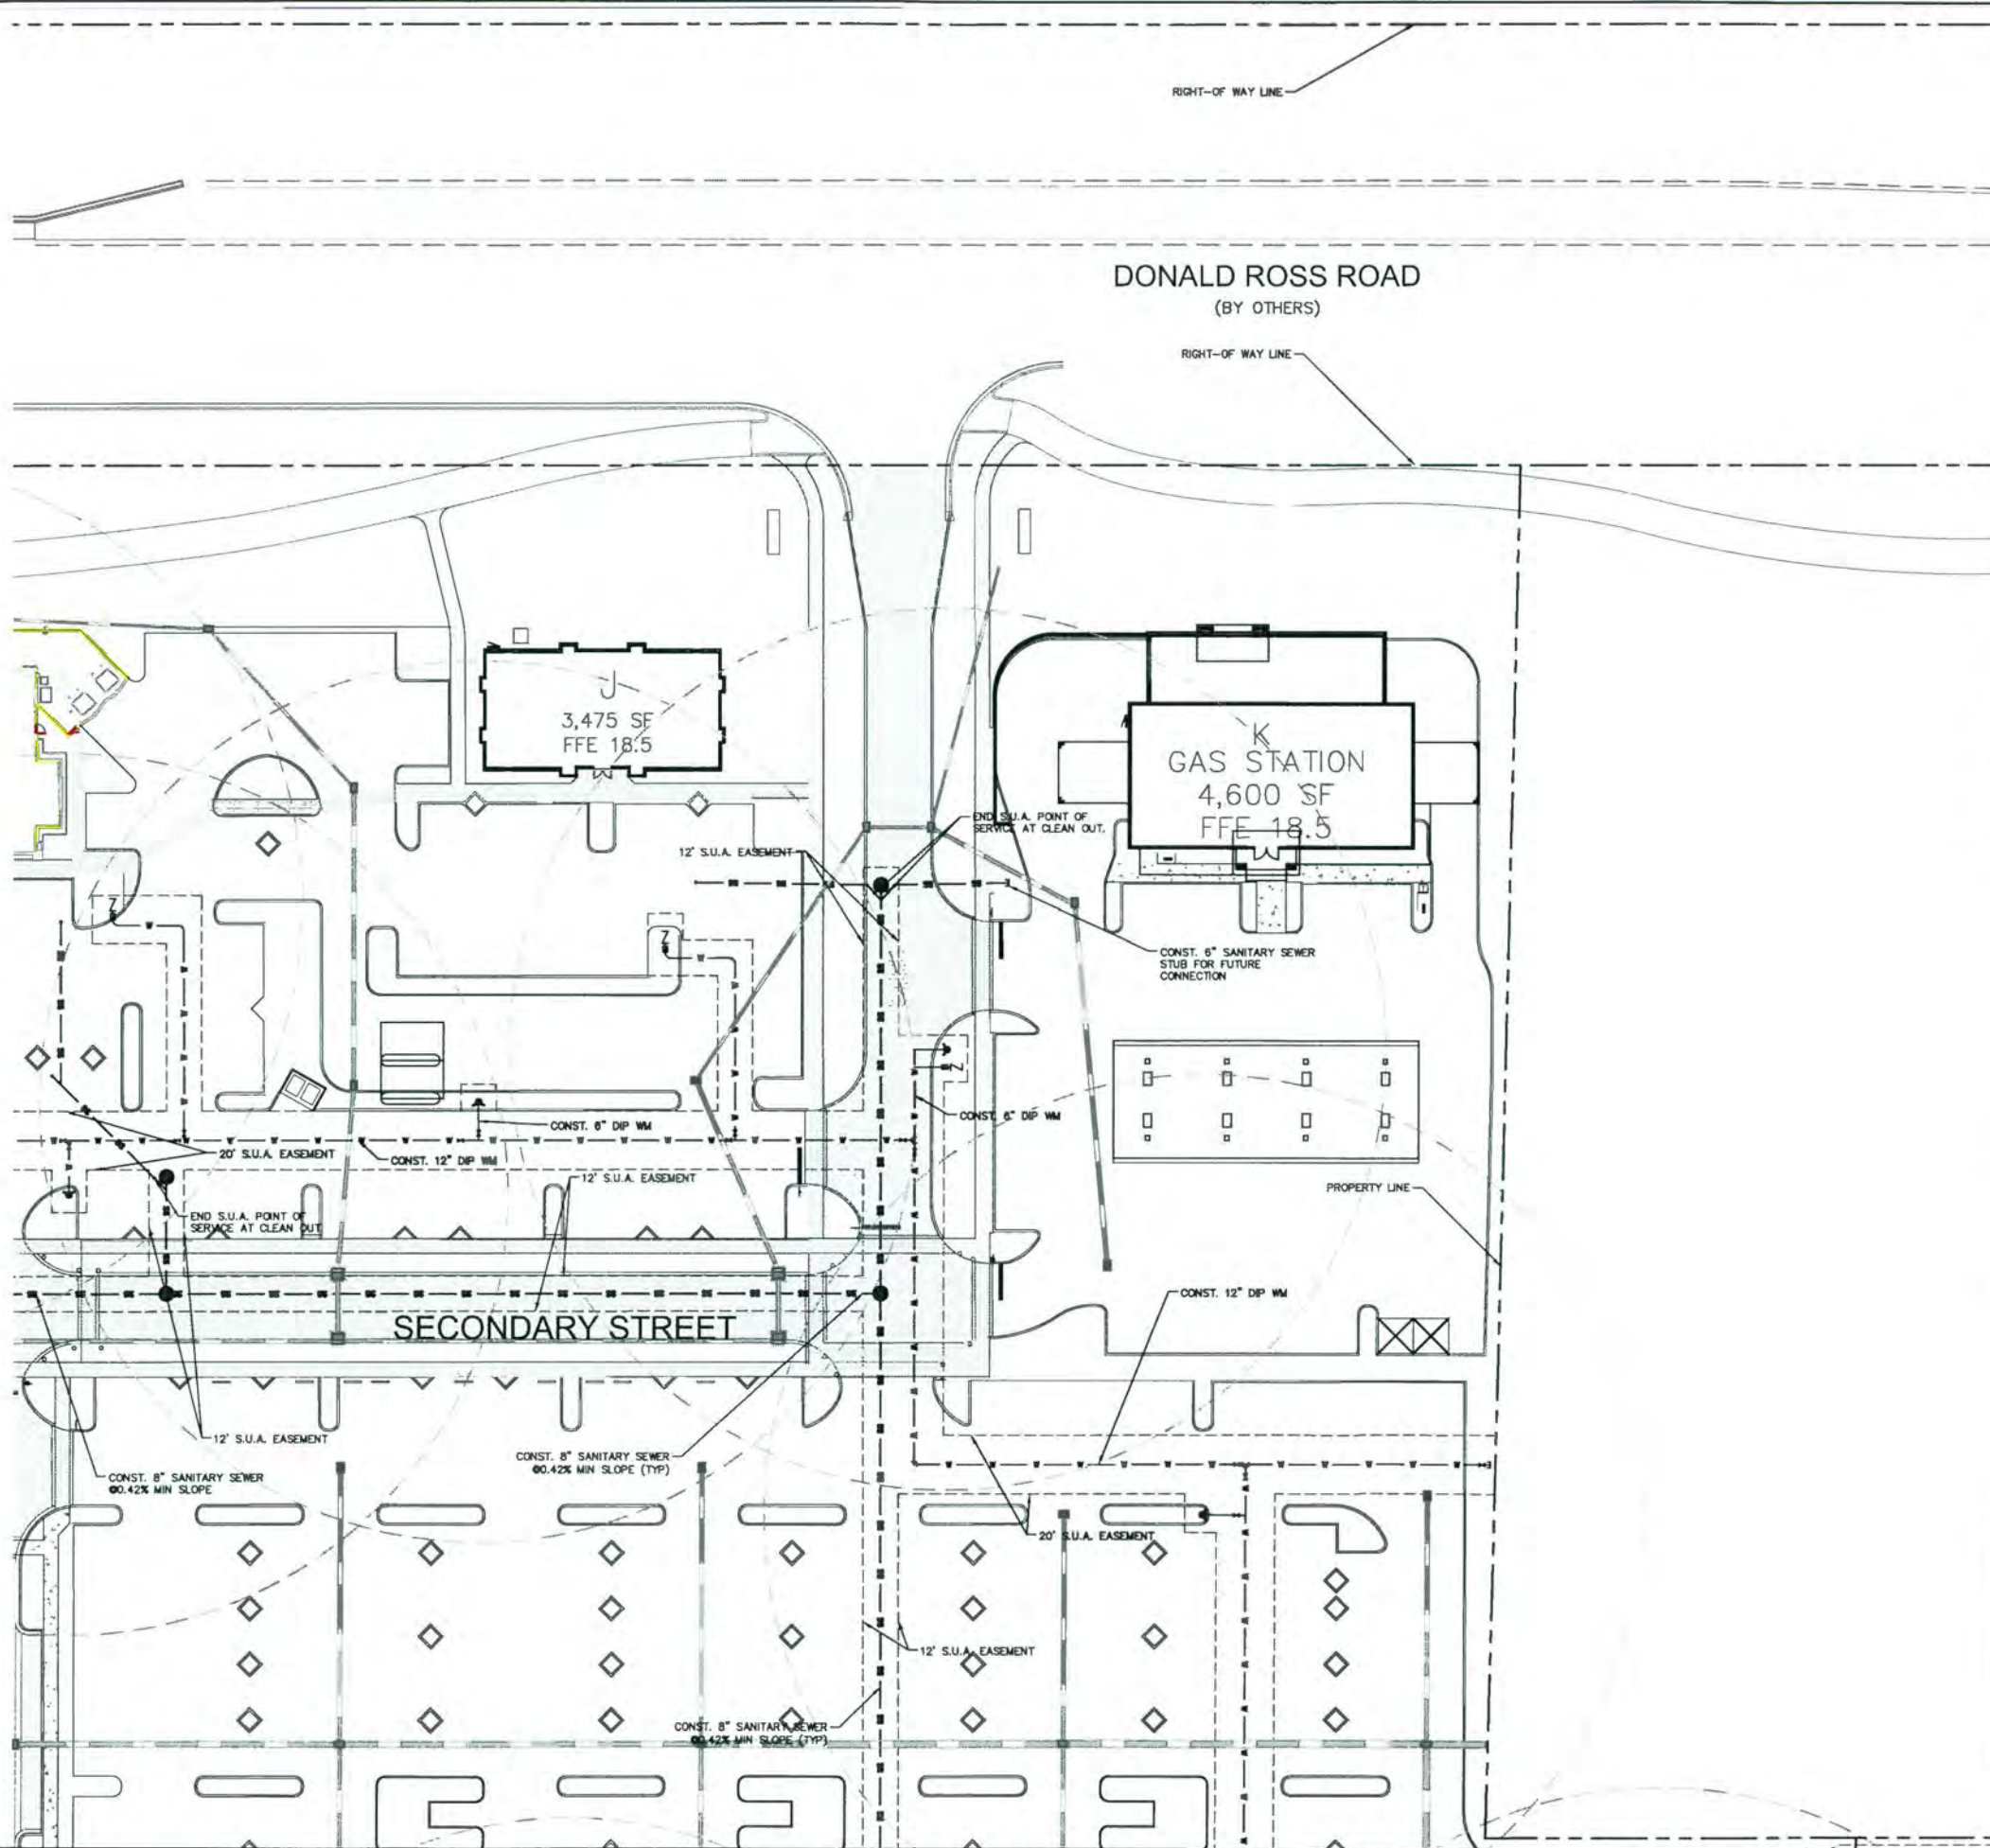 RIGHT-OF WAY LINE
DONALD ROSS ROAD
(BY OTHERS)
RIGHT-OF WAY LINE
J
3,475 SF
FFE 18.5
K
GAS STATION
4,600 SF
FFE 18.5
END S.U.A. POINT OF
SERVICE AT CLEAN OUT.
12' S.U.A. EASEMENT
CONST. 6" SANITARY SEWER
STUB FOR FUTURE
CONNECTION
CONST. 6" DIP WM
CONST. 6" DIP WM
20' S.U.A. EASEMENT
CONST. 12" DIP WM
12' S.U.A. EASEMENT
PROPERTY LINE
END S.U.A. POINT OF
SERVICE AT CLEAN OUT
CONST. 12" DIP WM
SECONDARY STREET
12' S.U.A. EASEMENT
CONST. 8" SANITARY SEWER
@0.42% MIN SLOPE (TYP)
CONST. 8" SANITARY SEWER
@0.42% MIN SLOPE
20' S.U.A. EASEMENT
12' S.U.A. EASEMENT
CONST. 8" SANITARY SEWER
@0.42% MIN SLOPE (TYP)